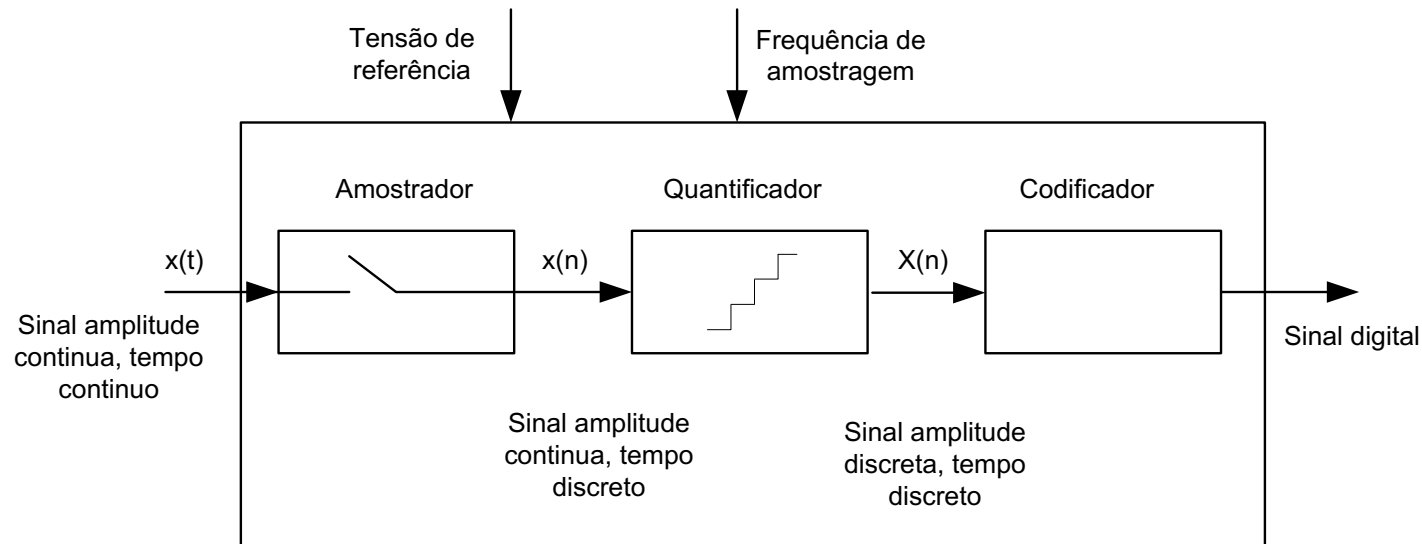 Tensão de
referência
Frequência de
amostragem
Amostrador
Quantificador
Codificador
x(t)
x(n)
X(n)
Sinal amplitude
continua, tempo
continuo
Sinal digital
Sinal amplitude
continua, tempo
discreto
Sinal amplitude
discreta, tempo
discreto